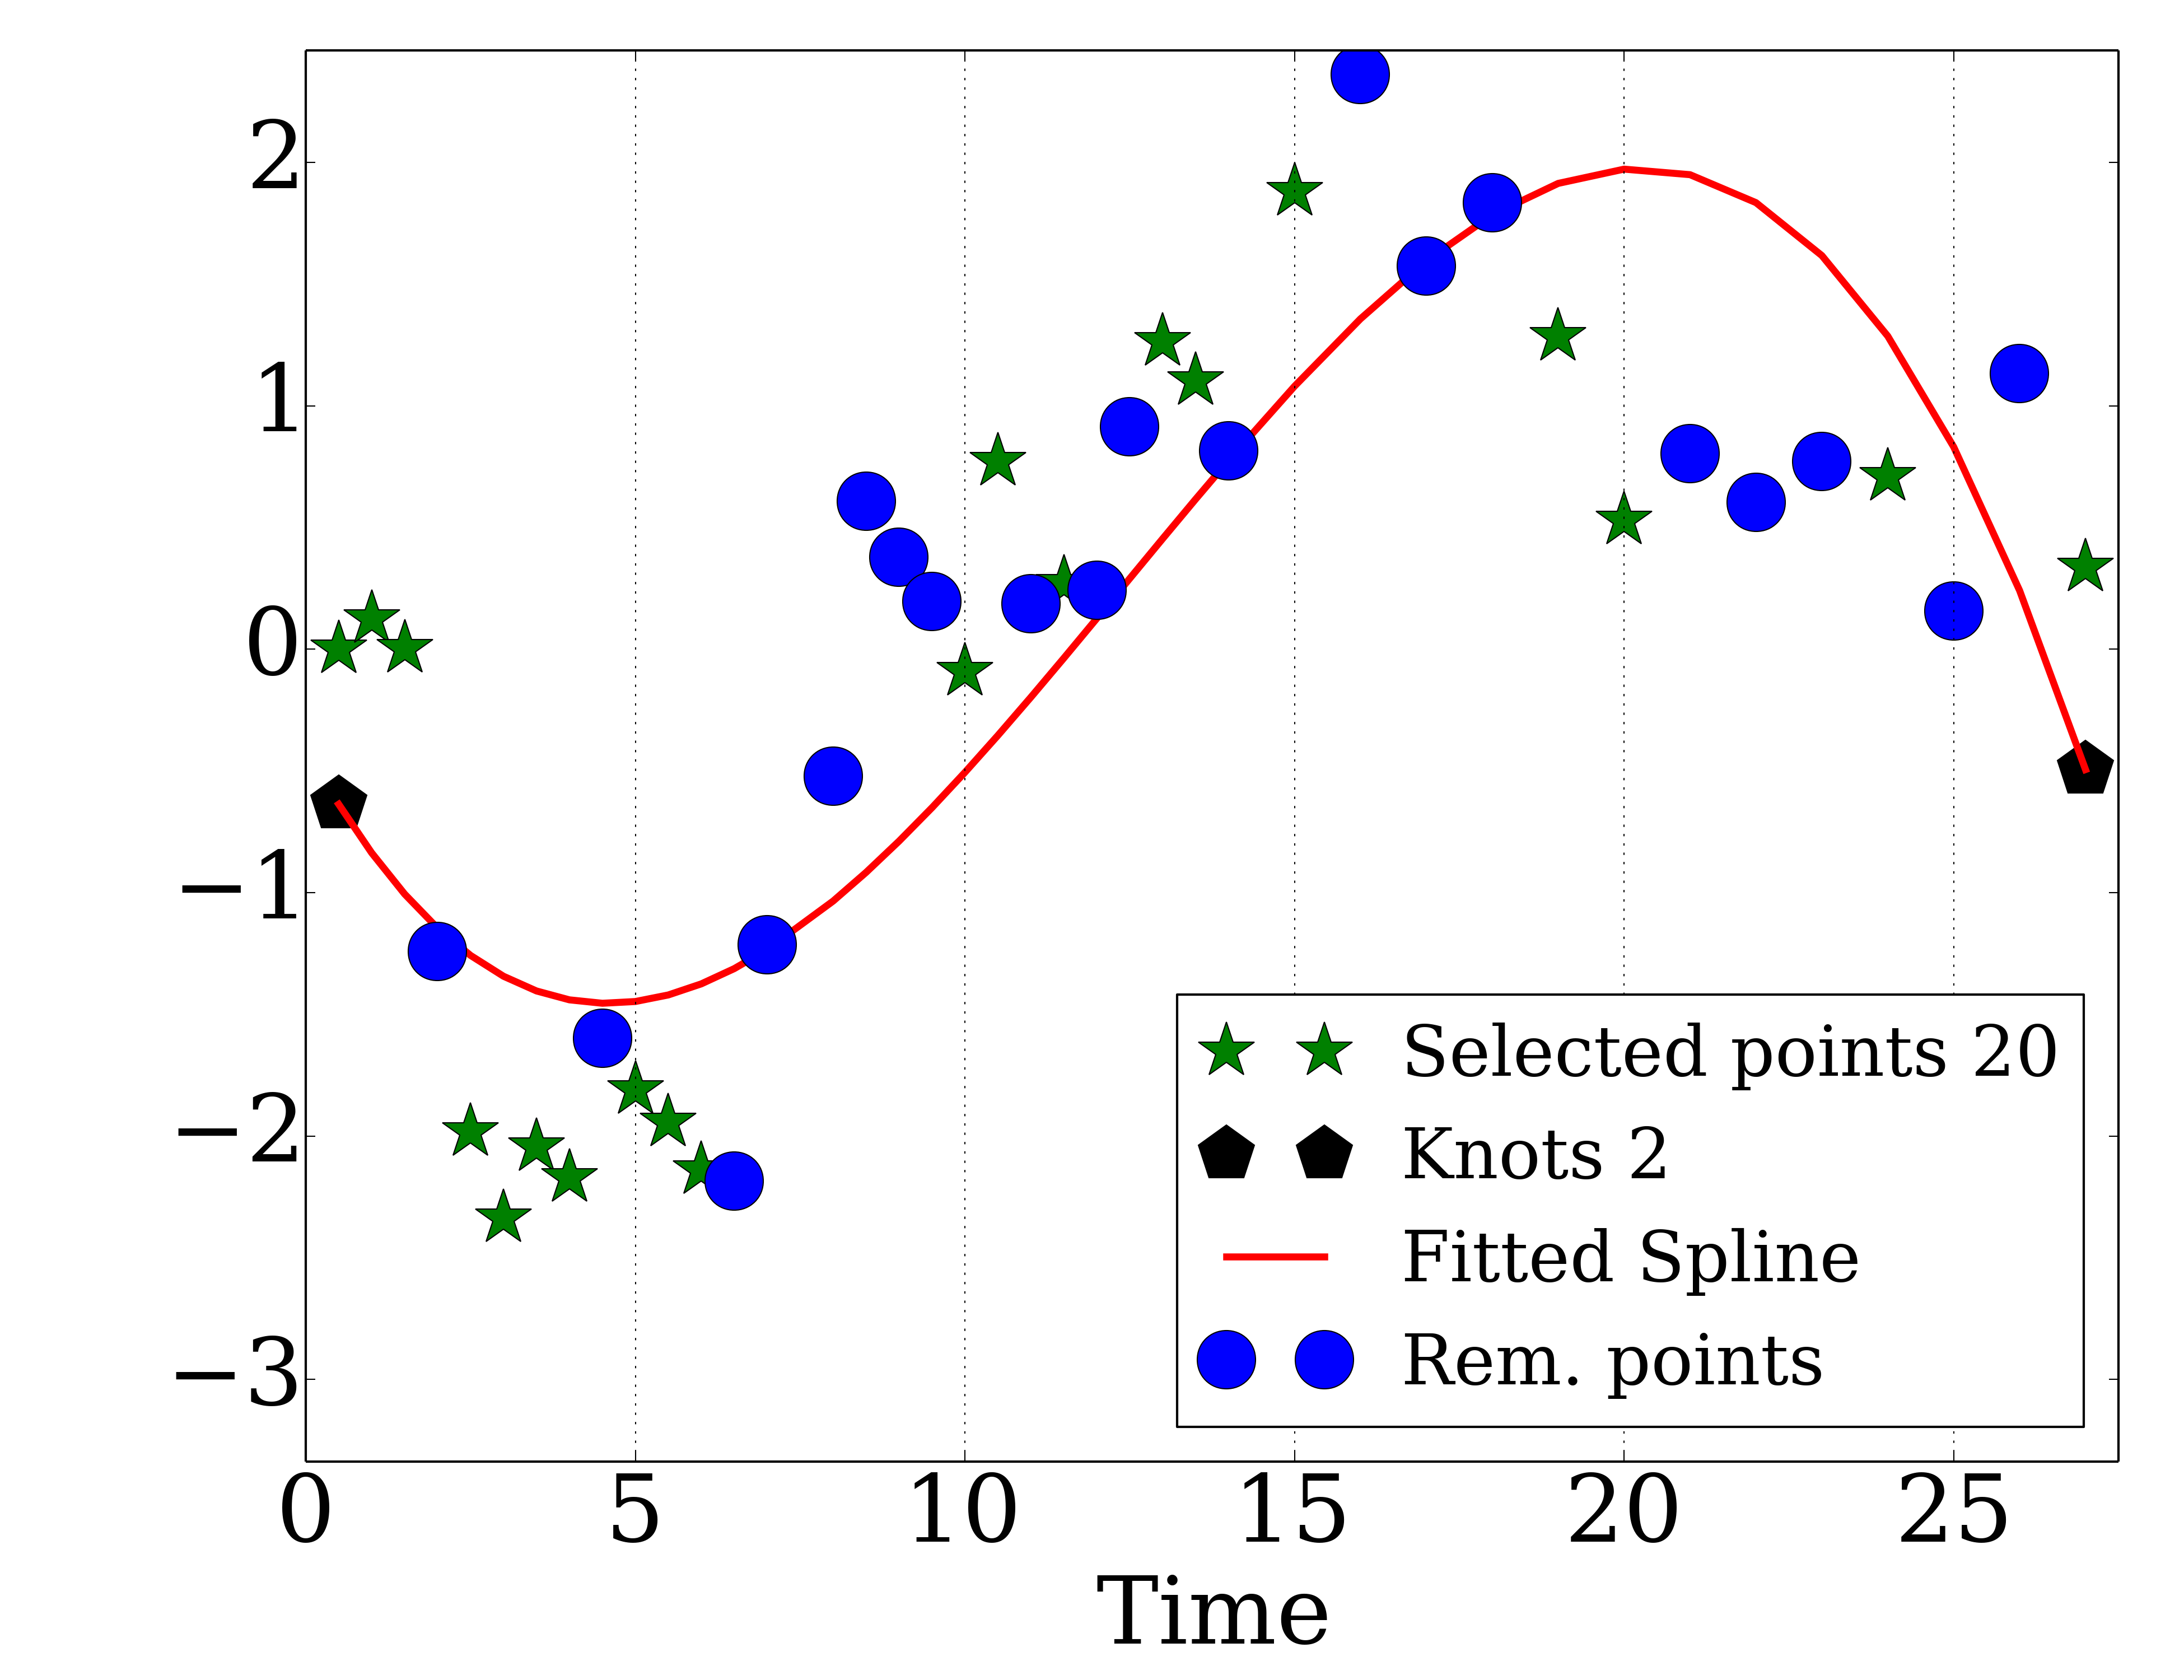 2
1
0
−1
−2
−3
0 5 10 15 20 25
Time
Selected points 20
Knots 2
Fitted Spline
Rem. points